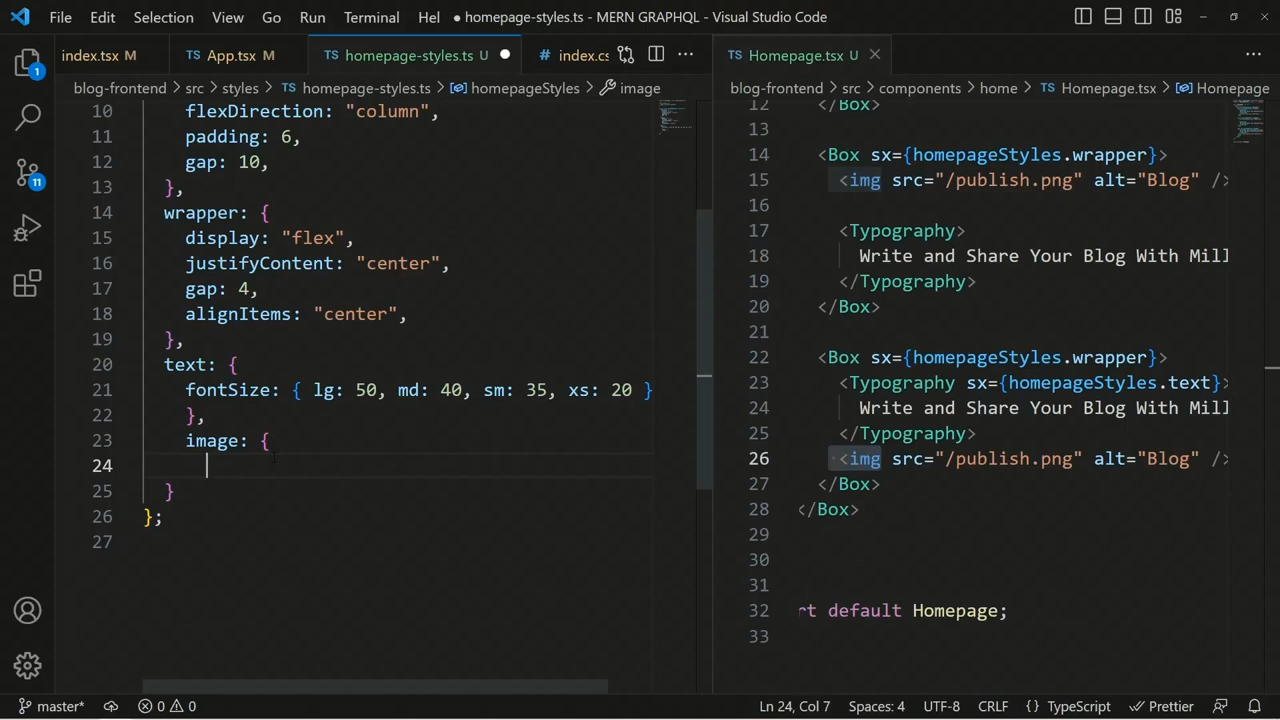 File Edit Selection View Go Run Terminal Hel ● homepage-styles.ts - MERN GRAPHQL - Visual Studio Code
index.tsx M TS App.tsx M TS homepage-styles.ts U # index.cs
TS Homepage.tsx U
blog-frontend > src > styles > TS homepage-styles.ts > homepageStyles > image
blog-frontend > src > components > home > TS Homepage.tsx > Homepage
10 flexDirection: "column",
11 padding: 6,
12 gap: 10,
13 },
14 wrapper: {
15 display: "flex",
16 justifyContent: "center",
17 gap: 4,
18 alignItems: "center",
19 },
20 text: {
21 fontSize: { lg: 50, md: 40, sm: 35, xs: 20 }
22 },
23 image: {
24
25 }
26 };
27
12 </Box>
13
14 <Box sx={homepageStyles.wrapper}>
15 <img src="/publish.png" alt="Blog" />
16
17 <Typography>
18 Write and Share Your Blog With Mill
19 </Typography>
20 </Box>
21
22 <Box sx={homepageStyles.wrapper}>
23 <Typography sx={homepageStyles.text}>
24 Write and Share Your Blog With Mill
25 </Typography>
26 <img src="/publish.png" alt="Blog" />
27 </Box>
28 </Box>
29
30
31
32 rt default Homepage;
33
1
11
master* 0 0 Ln 24, Col 7 Spaces: 4 UTF-8 CRLF {} TypeScript Prettier